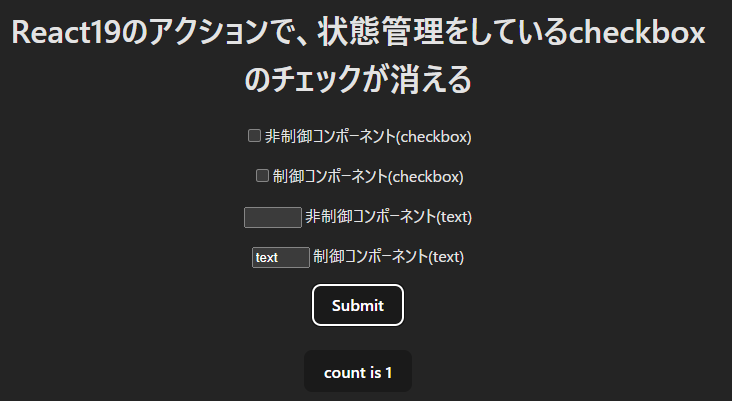 React19のアクションで、状態管理をしているcheckbox
のチェックが消える
非制御コンポーネント(checkbox)
制御コンポーネント(checkbox)
非制御コンポーネント(text)
text 制御コンポーネント(text)
Submit
count is 1